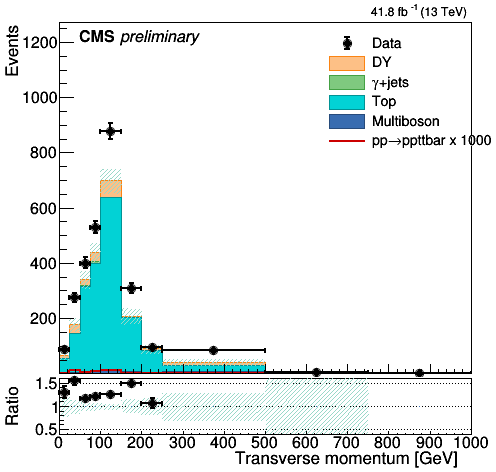 41.8 fb⁻¹ (13 TeV)
CMS preliminary
Events
1200
1000
800
600
400
200
Data
DY
γ+jets
Top
Multiboson
pp→ppttbar x 1000
Ratio
1.5
1
0.5
0 100 200 300 400 500 600 700 800 900 1000
Transverse momentum [GeV]